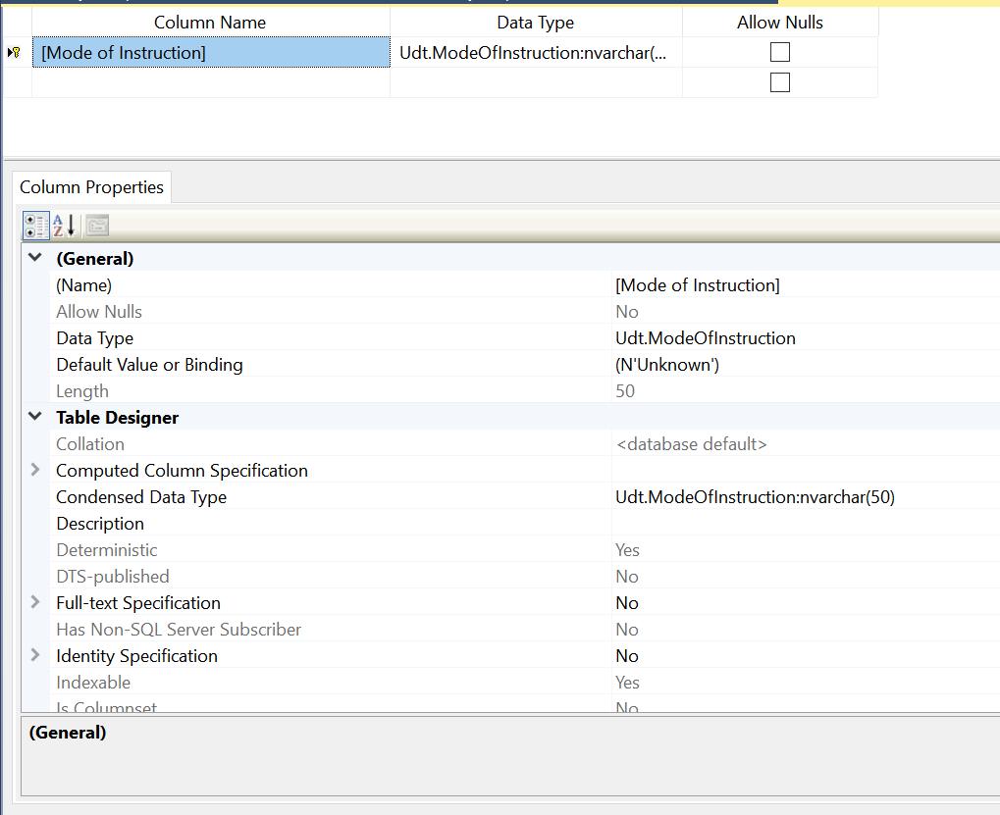 Column Name Data Type Allow Nulls
[Mode of Instruction] Udt.ModeOfInstruction:nvarchar(...
Column Properties
(General)
(Name) [Mode of Instruction]
Allow Nulls No
Data Type Udt.ModeOfInstruction
Default Value or Binding (N'Unknown')
Length 50
Table Designer
Collation <database default>
Computed Column Specification
Condensed Data Type Udt.ModeOfInstruction:nvarchar(50)
Description
Deterministic Yes
DTS-published No
Full-text Specification No
Has Non-SQL Server Subscriber No
Identity Specification No
Indexable Yes
Is Columnset No
(General)